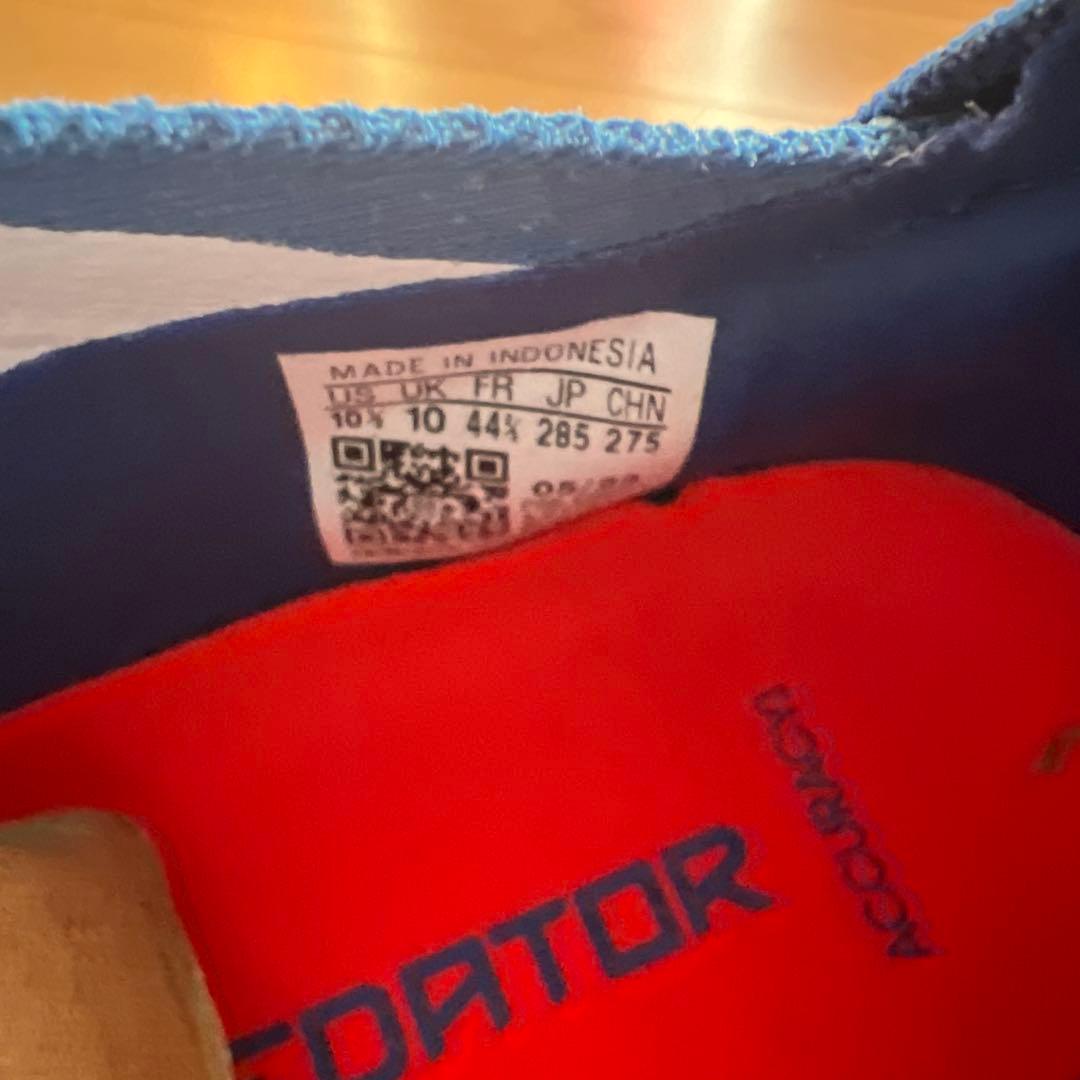 MADE IN INDONESIA
US UK FR JP CHN
10½ 10 44⅔ 285 275
ACCURACY
EDATOR